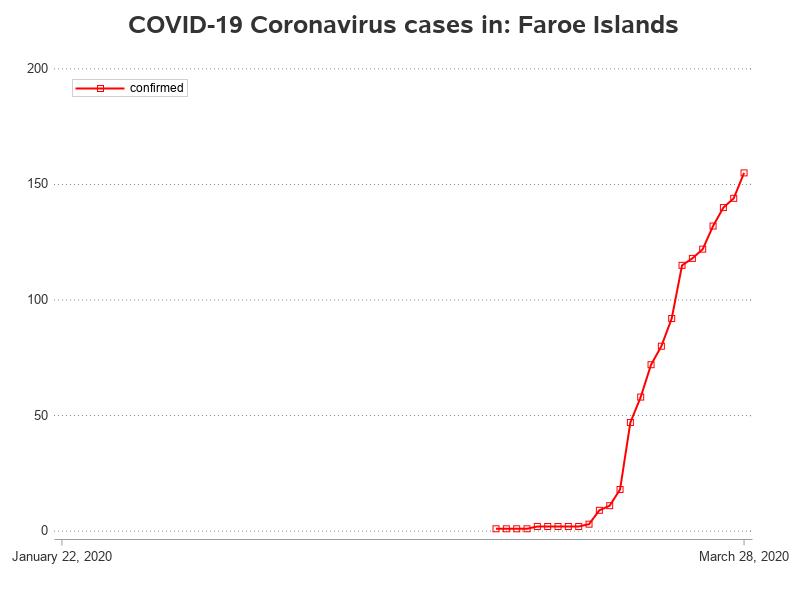 COVID-19 Coronavirus cases in: Faroe Islands
200
confirmed
150
100
50
0
January 22, 2020
March 28, 2020